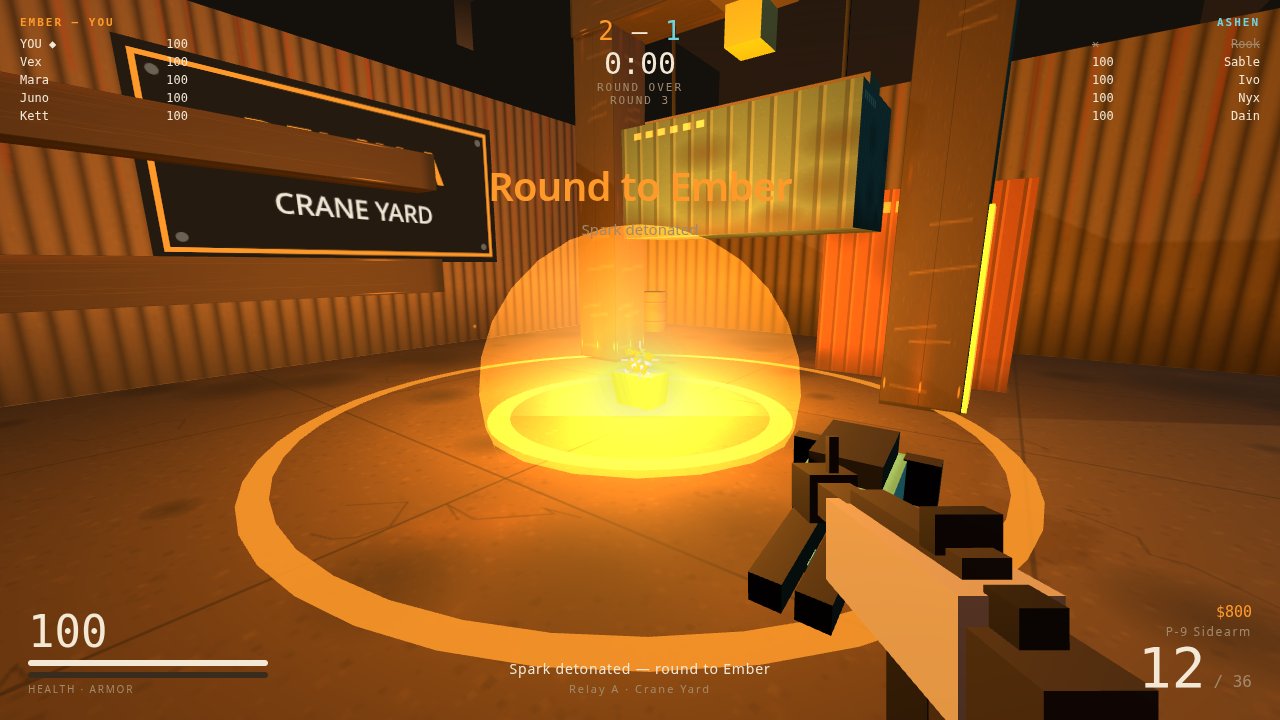 EMBER — YOU
YOU ◆ 100
Vex 100
Mara 100
Juno 100
Kett 100
2 — 1
0:00
ROUND OVER
ROUND 3
ASHEN
× Rook
100 Sable
100 Ivo
100 Nyx
100 Dain
CRANE YARD
Round to Ember
Spark detonated
100
HEALTH · ARMOR
Spark detonated — round to Ember
Relay A · Crane Yard
$800
P-9 Sidearm
12 / 36